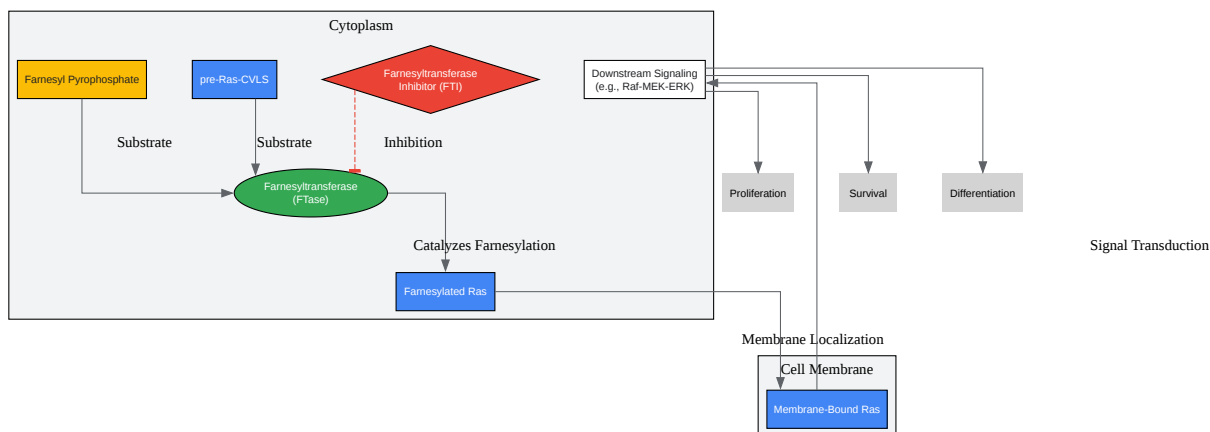 Cytoplasm
Farnesyl Pyrophosphate
pre-Ras-CVLS
Farnesyltransferase
Inhibitor (FTI)
Downstream Signaling
(e.g., Raf-MEK-ERK)
Substrate
Substrate
Inhibition
Farnesyltransferase
(FTase)
Proliferation
Survival
Differentiation
Catalyzes Farnesylation
Signal Transduction
Farnesylated Ras
Membrane Localization
Cell Membrane
Membrane-Bound Ras